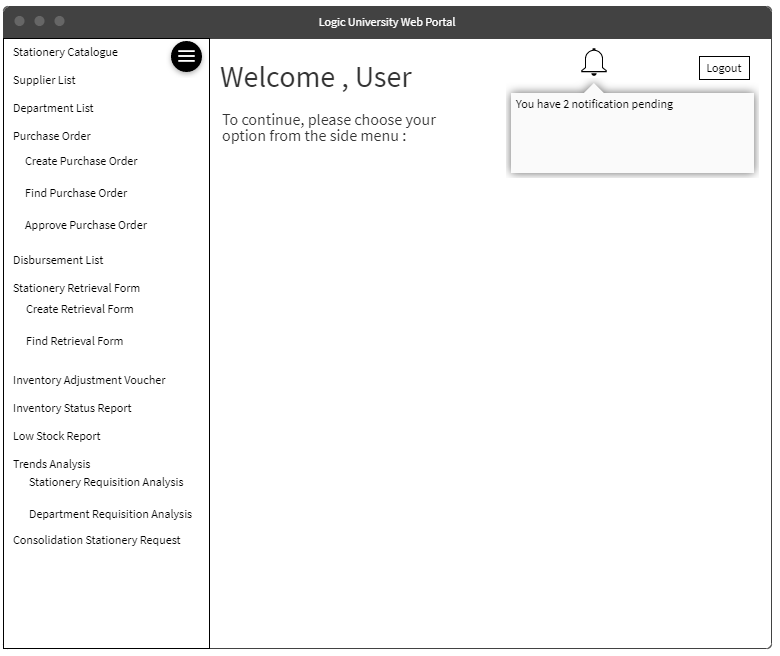 Logic University Web Portal
Stationery Catalogue
Supplier List
Department List
Purchase Order
Create Purchase Order
Find Purchase Order
Approve Purchase Order
Disbursement List
Stationery Retrieval Form
Create Retrieval Form
Find Retrieval Form
Inventory Adjustment Voucher
Inventory Status Report
Low Stock Report
Trends Analysis
Stationery Requisition Analysis
Department Requisition Analysis
Consolidation Stationery Request
Welcome , User
To continue, please choose your
option from the side menu :
Logout
You have 2 notification pending